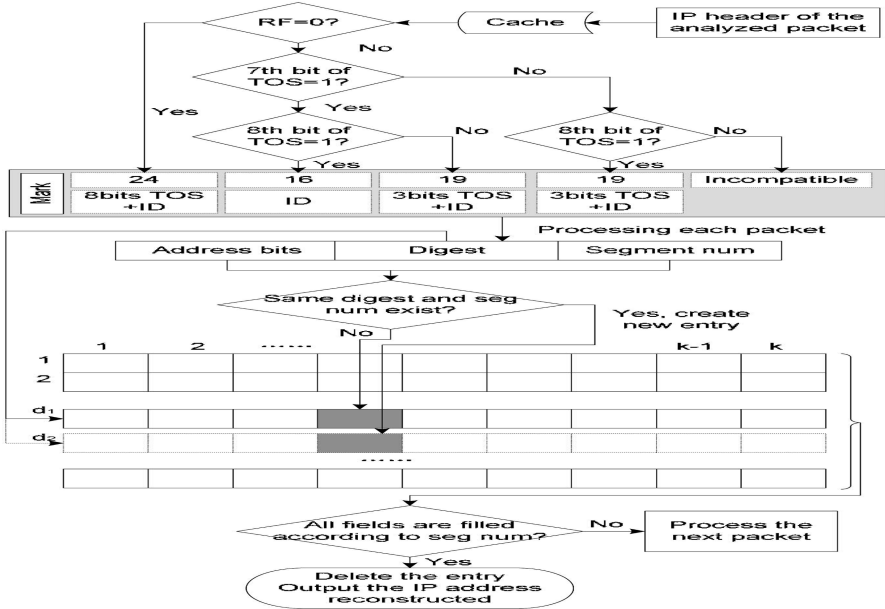 RF=0?
Cache
IP header of the
analyzed packet
No
7th bit of
TOS=1?
No
Yes
Yes
8th bit of
TOS=1?
No
8th bit of
TOS=1?
No
Yes
Yes
Mark
24
16
19
19
Incompatible
8bits TOS
+ID
ID
3bits TOS
+ID
3bits TOS
+ID
Processing each packet
Address bits
Digest
Segment num
Same digest and seg
num exist?
No
Yes, create
new entry
1
2
......
k-1
k
1
2
d1
d2
......
All fields are filled
according to seg num?
No
Process the
next packet
Yes
Delete the entry
Output the IP address
reconstructed